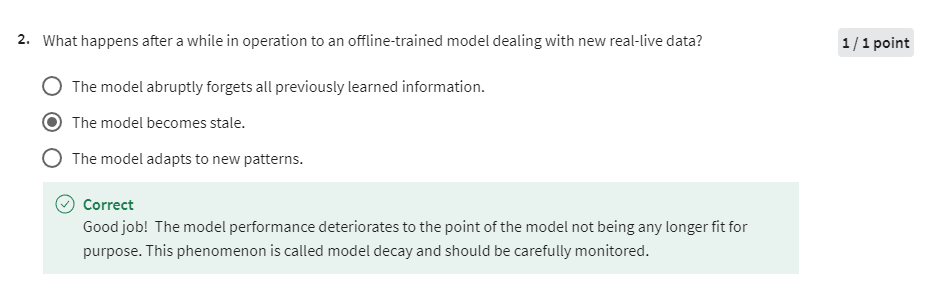 2. What happens after a while in operation to an offline-trained model dealing with new real-live data?
1 / 1 point
The model abruptly forgets all previously learned information.
The model becomes stale.
The model adapts to new patterns.
Correct
Good job! The model performance deteriorates to the point of the model not being any longer fit for
purpose. This phenomenon is called model decay and should be carefully monitored.